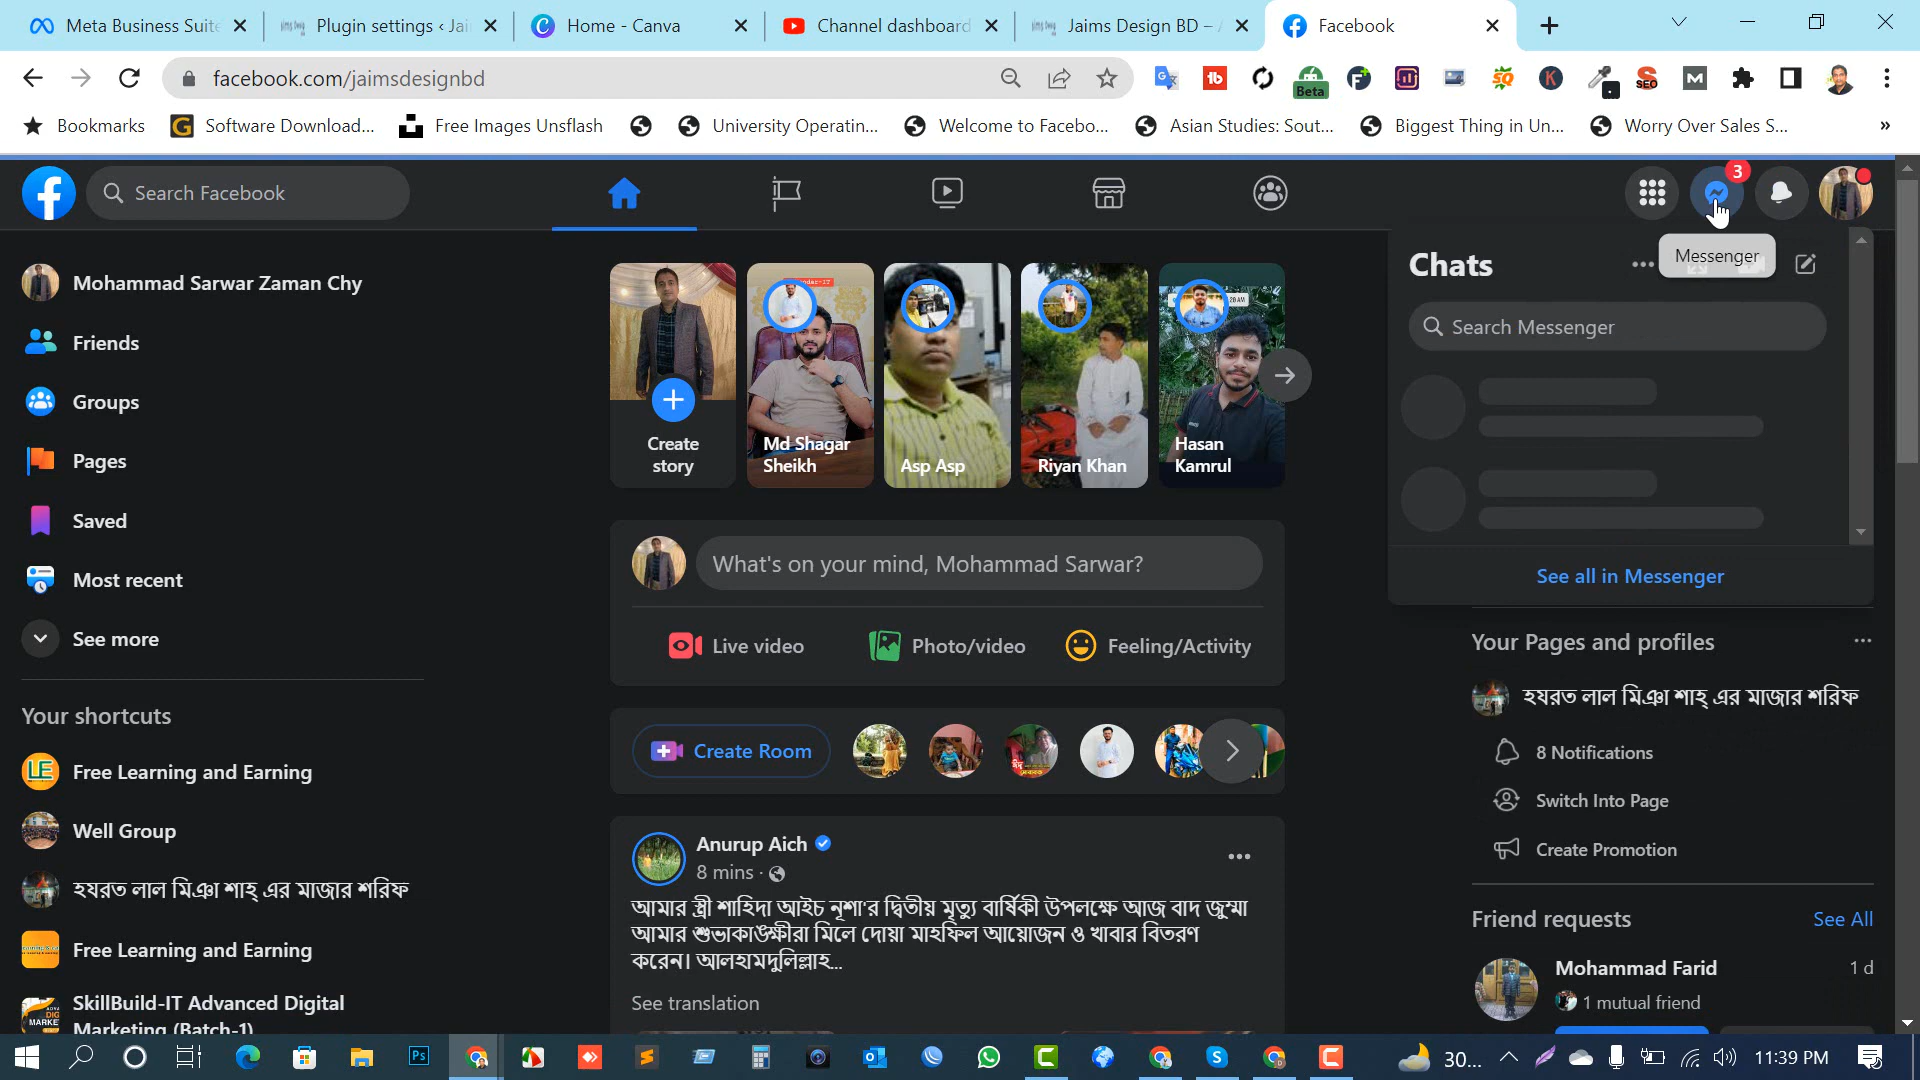 Meta Business Suite
Plugin settings ‹ Jai
Home - Canva
Channel dashboard
Jaims Design BD – A
Facebook
facebook.com/jaimsdesignbd
Beta
Bookmarks
Software Download...
Free Images Unsflash
University Operatin...
Welcome to Facebo...
Asian Studies: Sout...
Biggest Thing in Un...
Worry Over Sales S...
»
Search Facebook
3
Messenger
Chats
Search Messenger
See all in Messenger
Mohammad Sarwar Zaman Chy
Friends
Groups
Pages
Saved
Most recent
See more
Your shortcuts
Free Learning and Earning
Well Group
হযরত লাল মিঞা শাহ্ এর মাজার শরিফ
Free Learning and Earning
SkillBuild-IT Advanced Digital
Marketing (Batch-1)
Create
story
Md Shagar
Sheikh
Asp Asp
Riyan Khan
Hasan
Kamrul
What's on your mind, Mohammad Sarwar?
Live video
Photo/video
Feeling/Activity
Create Room
Anurup Aich
8 mins ·
আমার স্ত্রী শাহিদা আইচ নূশা'র দ্বিতীয় মৃত্যু বার্ষিকী উপলক্ষে আজ বাদ জুম্মা
আমার শুভাকাঙ্ক্ষীরা মিলে দোয়া মাহফিল আয়োজন ও খাবার বিতরণ
করেন। আলহামদুলিল্লাহ...
See translation
Your Pages and profiles
হযরত লাল মিঞা শাহ্ এর মাজার শরিফ
8 Notifications
Switch Into Page
Create Promotion
Friend requests
See All
Mohammad Farid
1 d
1 mutual friend
30...
11:39 PM